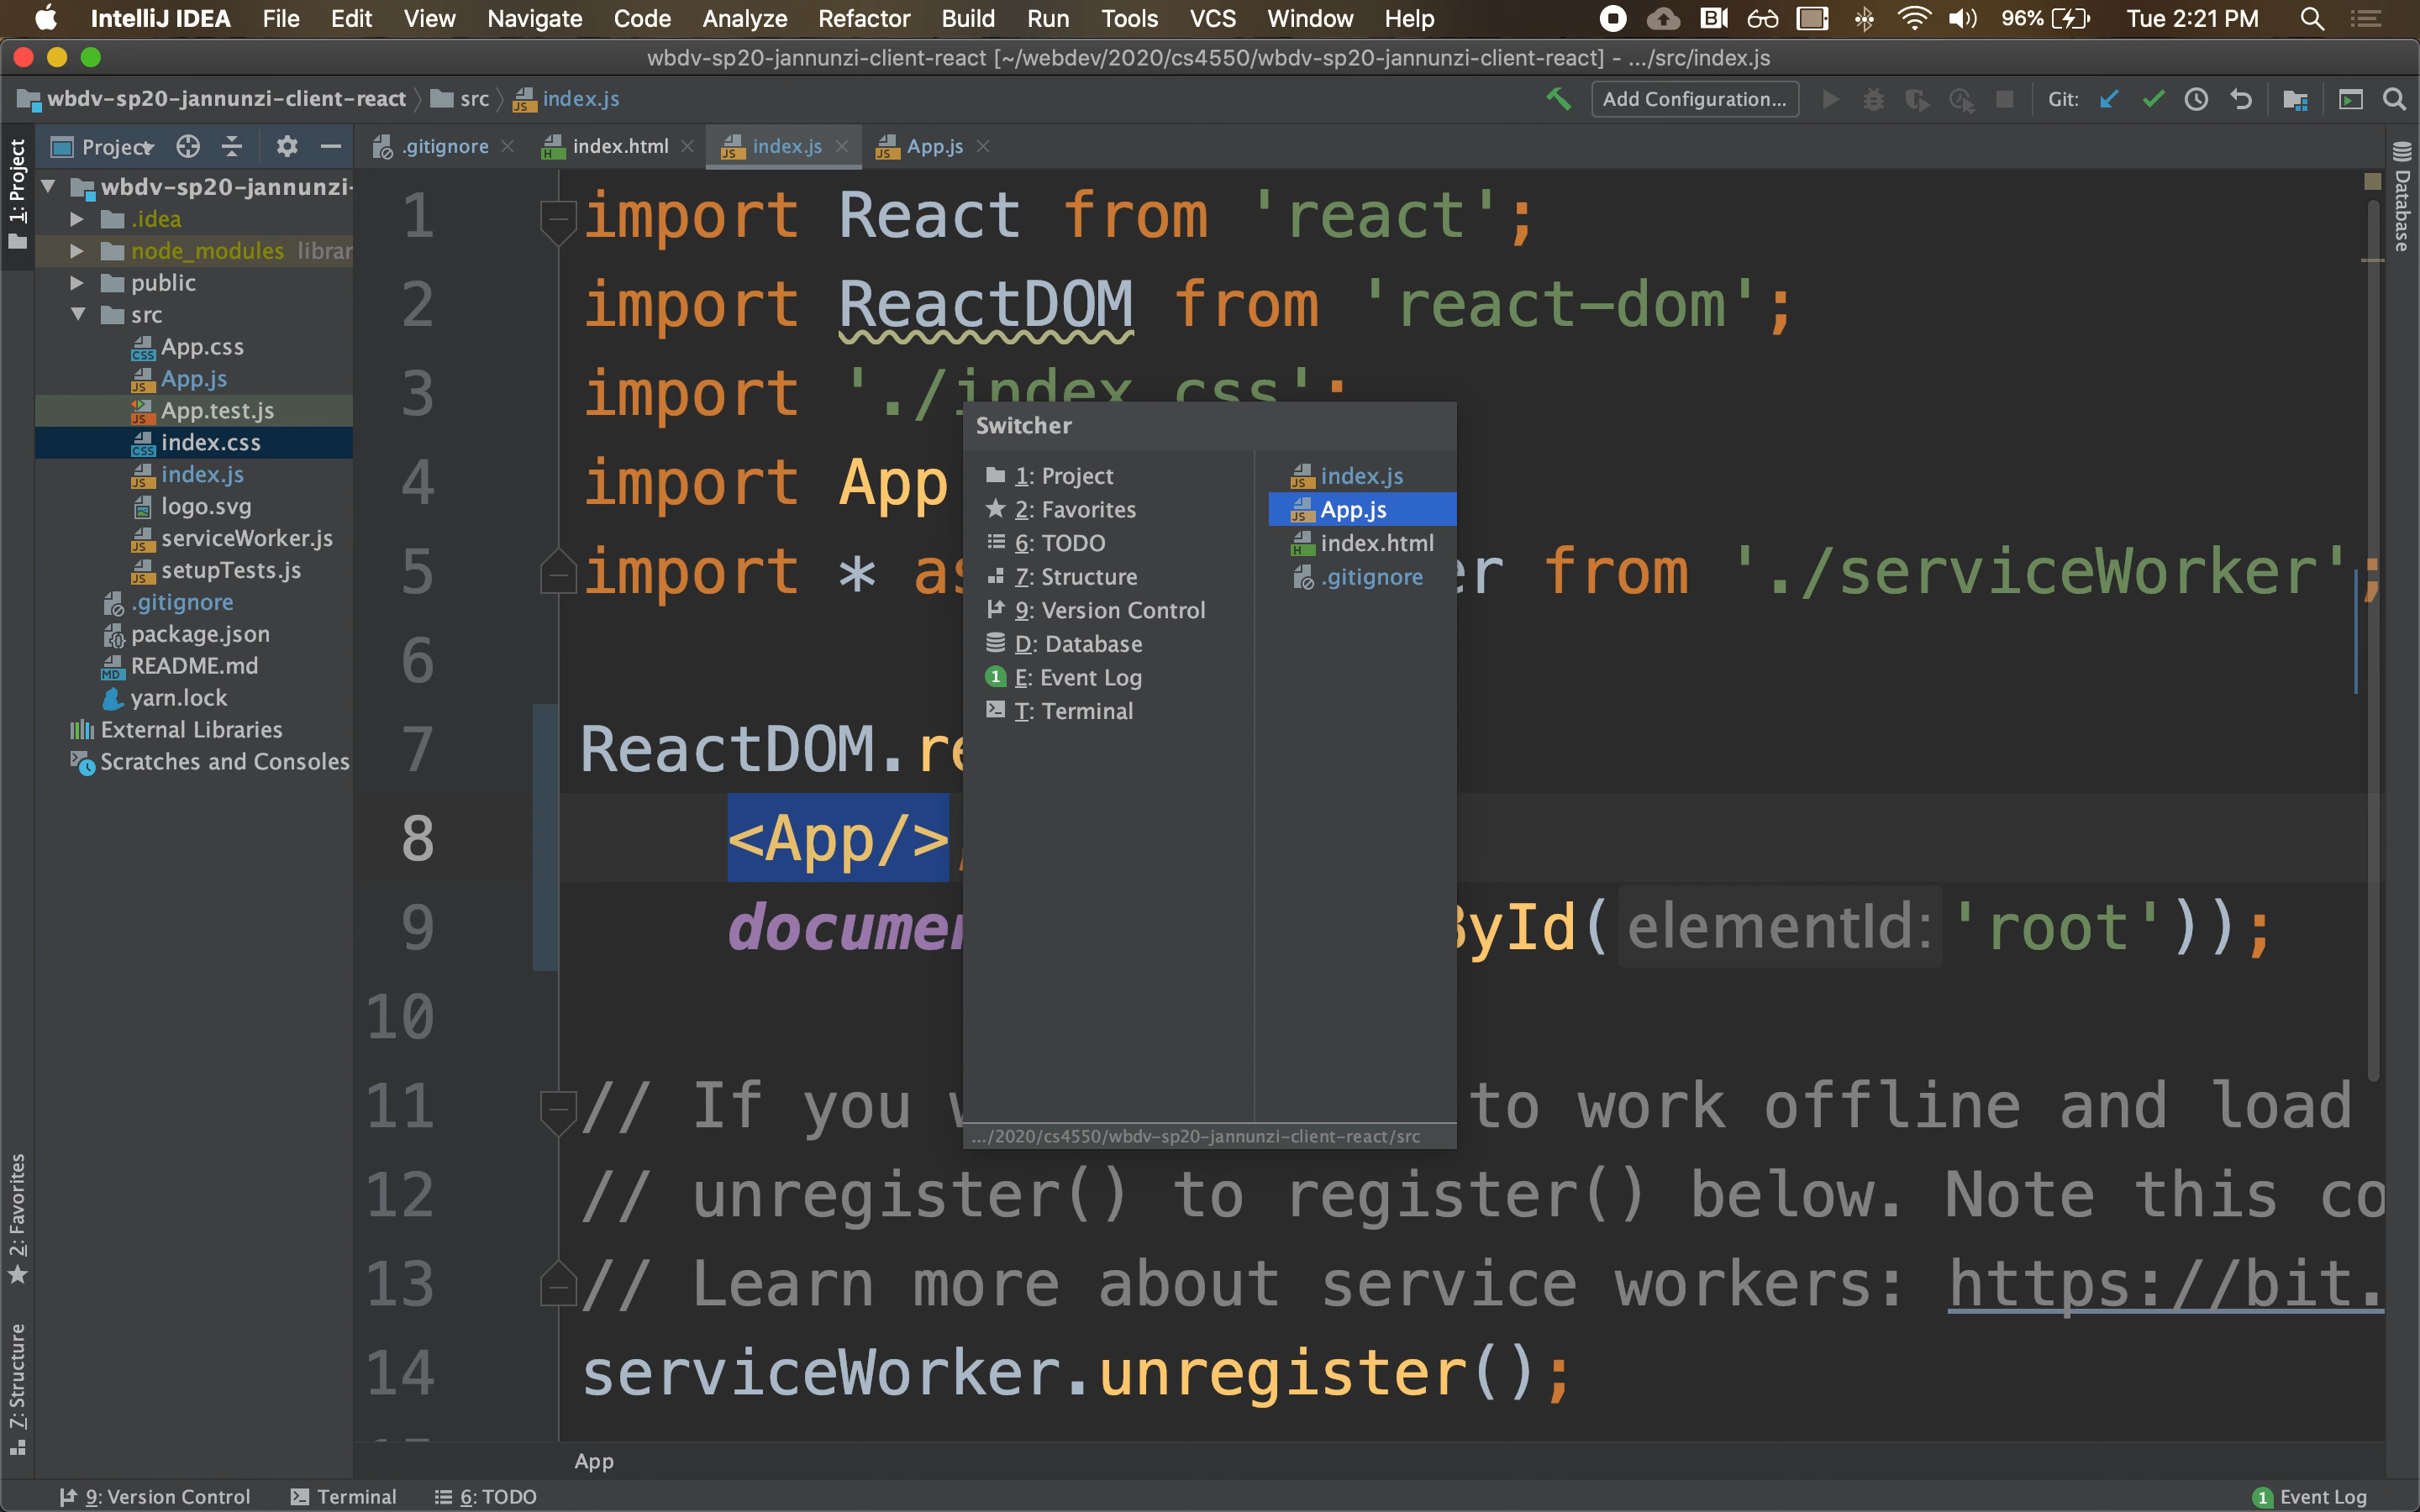 IntelliJ IDEA File Edit View Navigate Code Analyze Refactor Build Run Tools VCS Window Help 96% Tue 2:21 PM
wbdv-sp20-jannunzi-client-react [~/webdev/2020/cs4550/wbdv-sp20-jannunzi-client-react] - .../src/index.js
wbdv-sp20-jannunzi-client-react src index.js Add Configuration... Git:
Project .gitignore index.html index.js App.js
1: Project
2: Favorites
7: Structure
Database
wbdv-sp20-jannunzi-
.idea
node_modules librar
public
src
App.css
App.js
App.test.js
index.css
index.js
logo.svg
serviceWorker.js
setupTests.js
.gitignore
package.json
README.md
yarn.lock
External Libraries
Scratches and Consoles
1 import React from 'react';
2 import ReactDOM from 'react-dom';
3 import './index.css';
4 import App
5 import * as er from './serviceWorker';
6
7 ReactDOM.re
8 <App/>,
9 documen ById( elementId: 'root'));
10
11 // If you w to work offline and load
12 // unregister() to register() below. Note this co
13 // Learn more about service workers: https://bit.
14 serviceWorker.unregister();
Switcher
1: Project
2: Favorites
6: TODO
7: Structure
9: Version Control
D: Database
1 E: Event Log
T: Terminal
index.js
App.js
index.html
.gitignore
.../2020/cs4550/wbdv-sp20-jannunzi-client-react/src
App
9: Version Control Terminal 6: TODO 1 Event Log